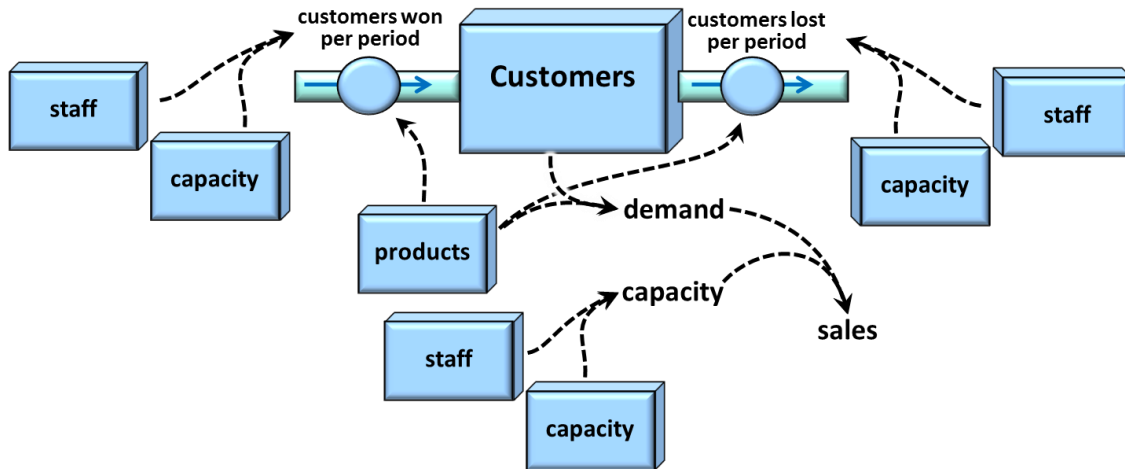 customers won
per period
customers lost
per period
Customers
staff
staff
capacity
capacity
demand
products
capacity
sales
staff
capacity